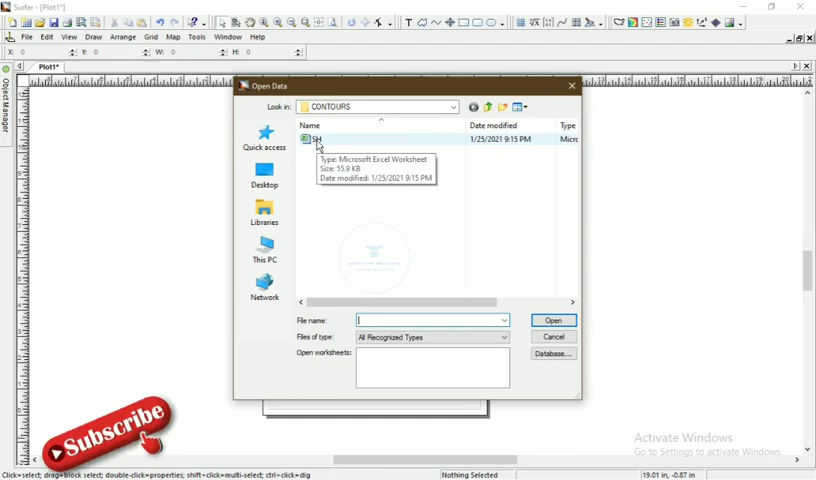 Surfer - [Plot1*]
File Edit View Draw Arrange Grid Map Tools Window Help
X: 0 Y: 0 W: 0 H: 0
Plot1*
Object Manager
Open Data
Look in: CONTOURS
Name Date modified Type
SH 1/25/2021 9:15 PM Micro
Type: Microsoft Excel Worksheet
Size: 55.9 KB
Date modified: 1/25/2021 9:15 PM
Quick access
Desktop
Libraries
This PC
Network
File name: Open
Files of type: All Recognized Types Cancel
Open worksheets: Database...
Subscribe
Activate Windows
Go to Settings to activate Windows.
Click=select; drag=block select; double-click=properties; shift+click=multi-select; ctrl+click=dig Nothing Selected 19.01 in, -0.87 in